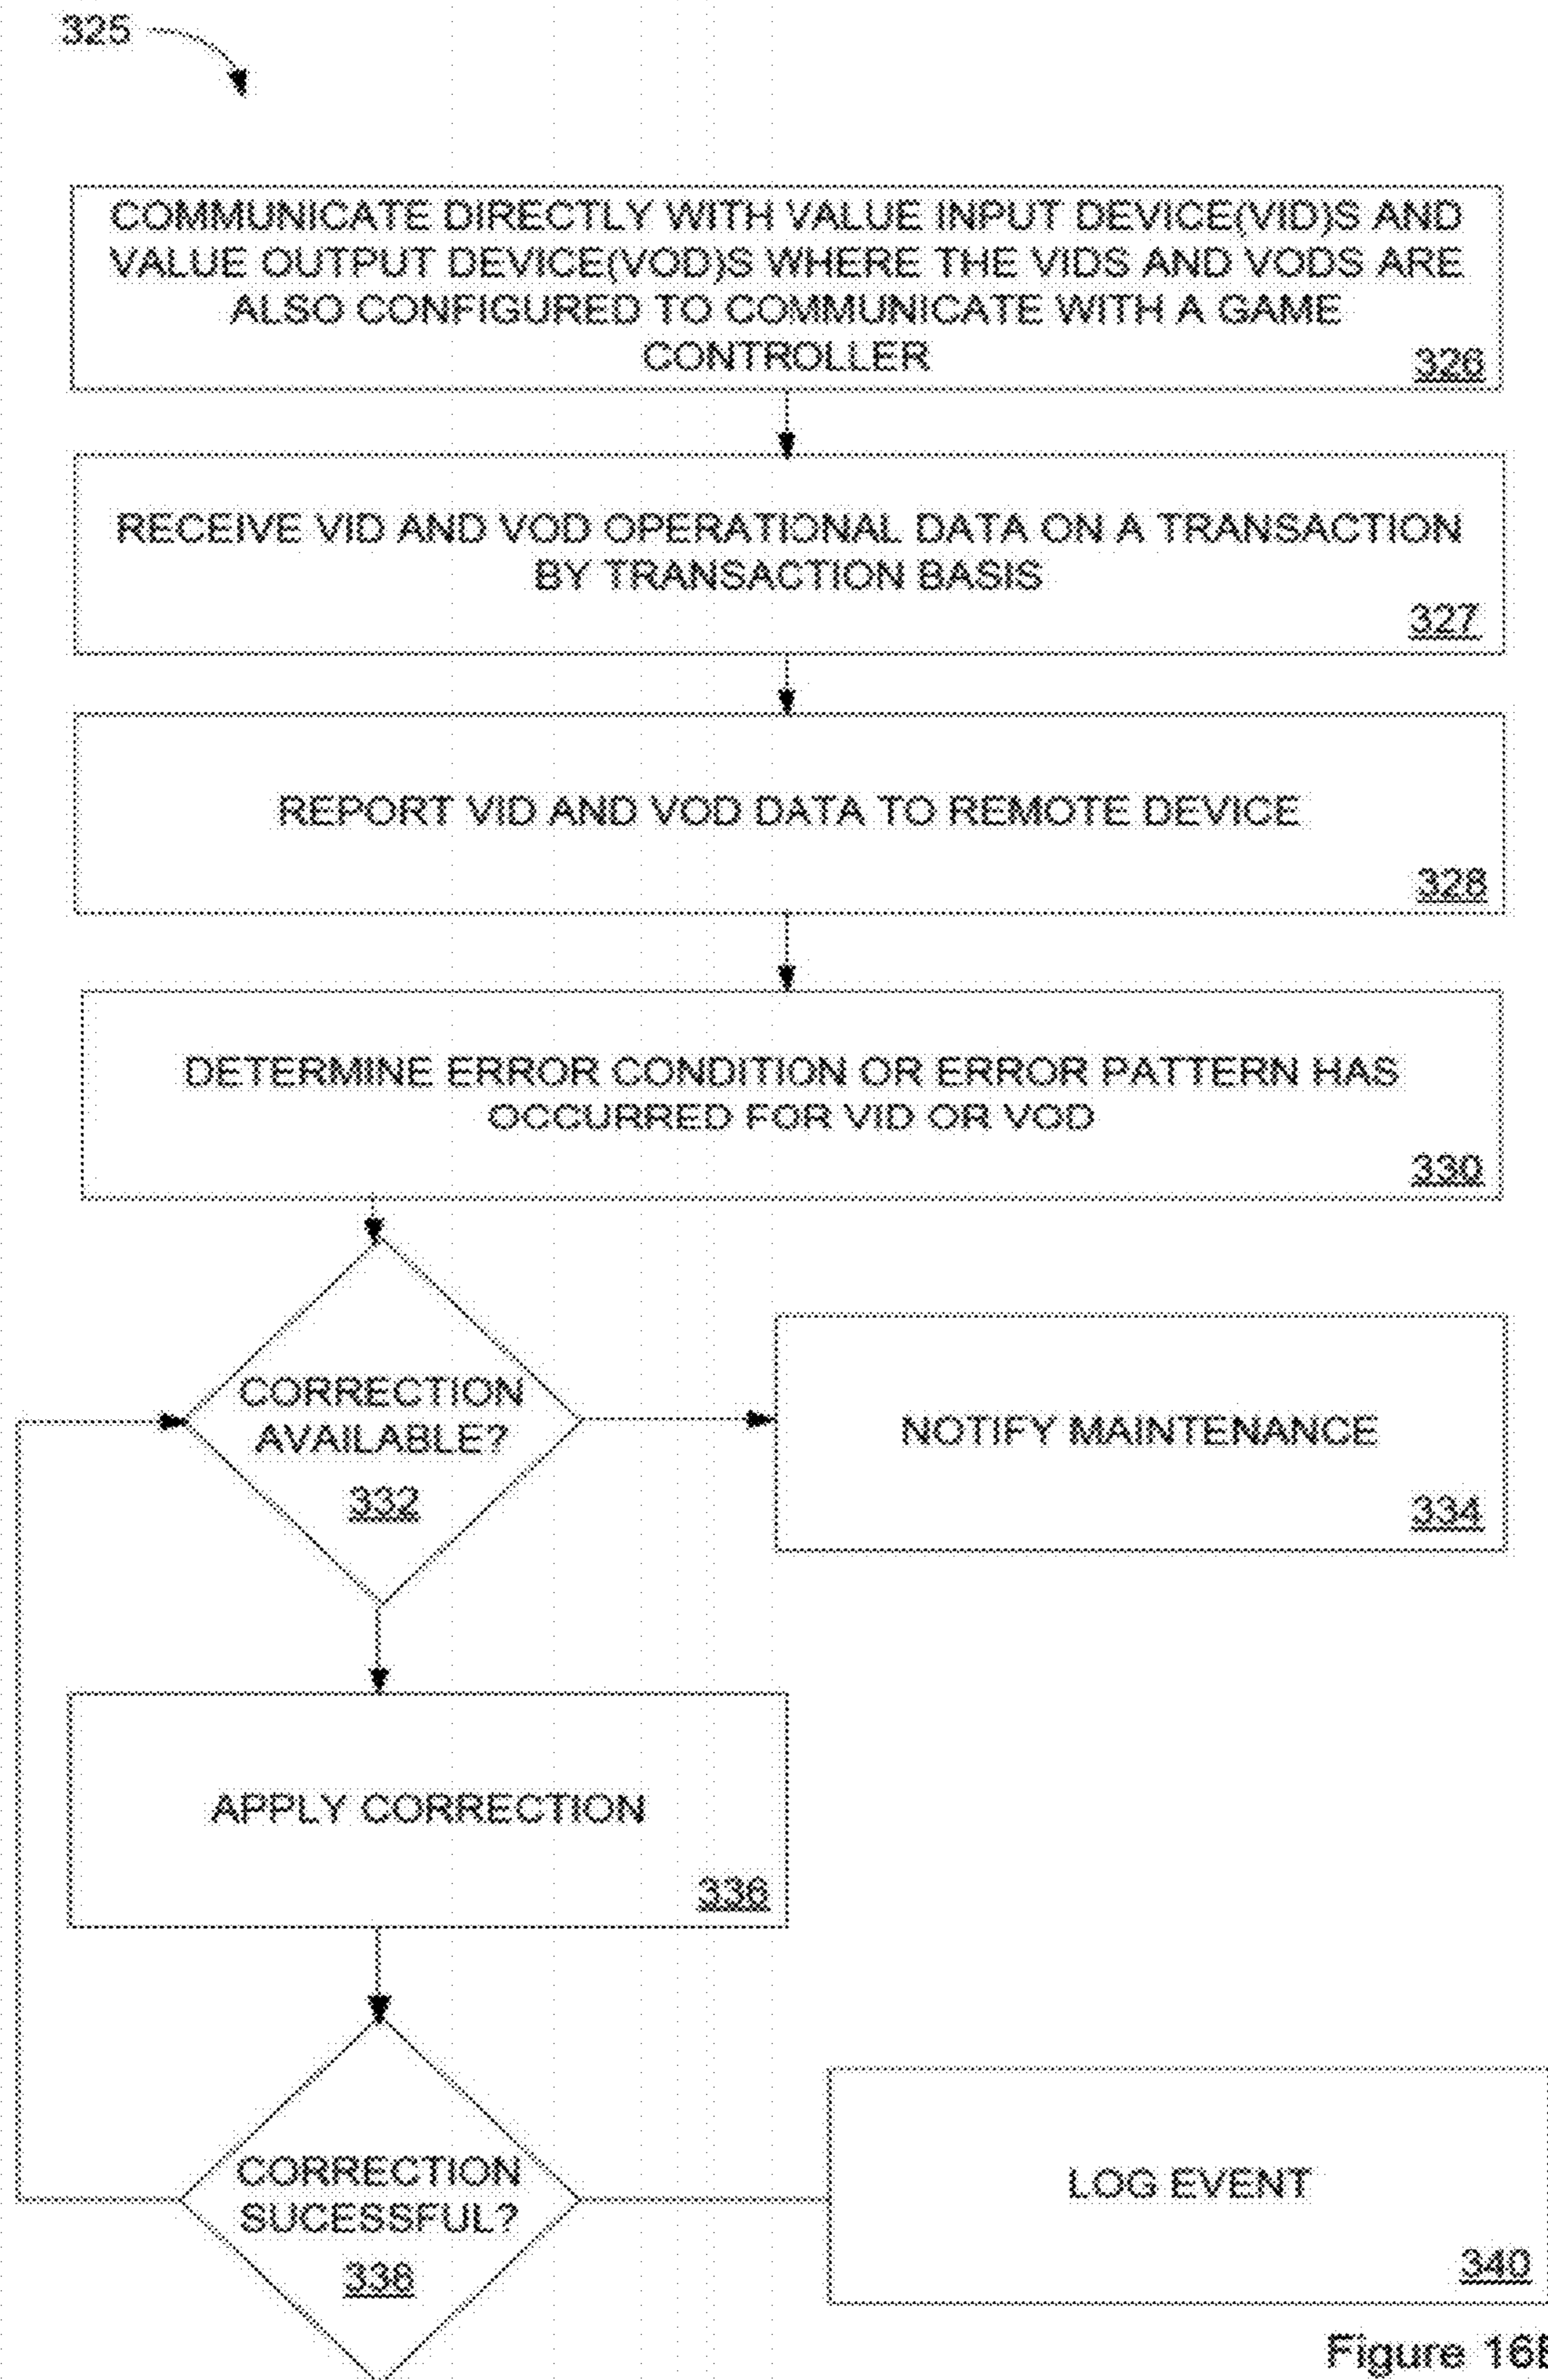 325
COMMUNICATE DIRECTLY WITH VALUE INPUT DEVICE(VID)S AND
VALUE OUTPUT DEVICE(VOD)S WHERE THE VIDS AND VODS ARE
ALSO CONFIGURED TO COMMUNICATE WITH A GAME
CONTROLLER
326
RECEIVE VID AND VOD OPERATIONAL DATA ON A TRANSACTION
BY TRANSACTION BASIS
327
REPORT VID AND VOD DATA TO REMOTE DEVICE
328
DETERMINE ERROR CONDITION OR ERROR PATTERN HAS
OCCURRED FOR VID OR VOD
330
CORRECTION
AVAILABLE?
332
NOTIFY MAINTENANCE
334
APPLY CORRECTION
336
CORRECTION
SUCESSFUL?
338
LOG EVENT
340
Figure